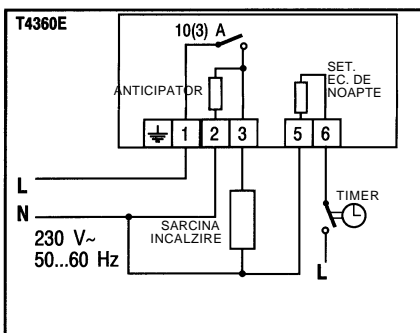 T4360E
10(3) A
ANTICIPATOR
SET.
EC. DE
NOAPTE
1 2 3 5 6
L
N
230 V~
50...60 Hz
SARCINA
INCALZIRE
TIMER
L